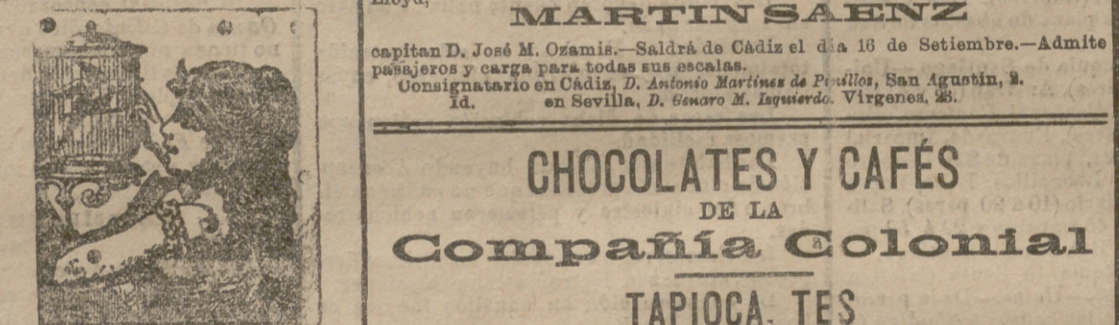 MARTIN SAENZ
capitan D. José M. Ozamis.—Saldrá de Cádiz el dia 16 de Setiembre.—Admite
pasajeros y carga para todas sus escalas.
Consignatario en Cádiz, D. Antonio Martinez de Pinillos, San Agustin, 2.
Id. en Sevilla, D. Genaro M. Izquierdo. Virgenes,
CHOCOLATES Y CAFÉS
DE LA
Compañía Colonial
TAPIOCA. TES